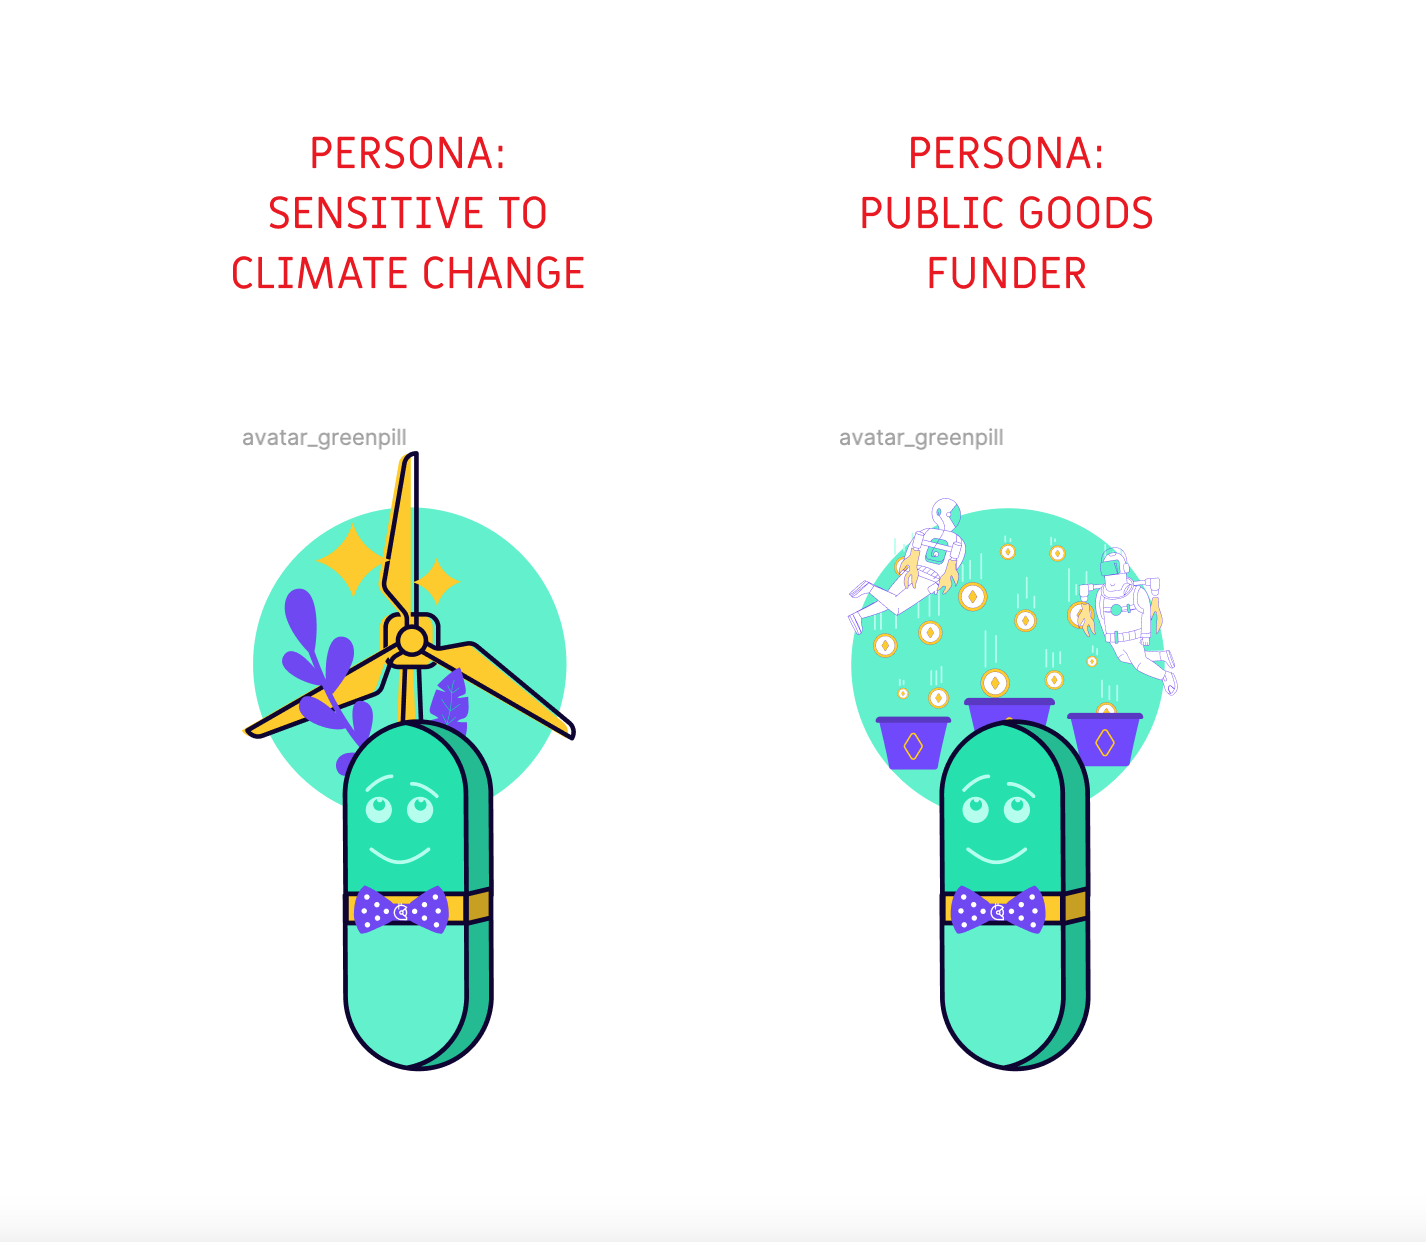 PERSONA:
SENSITIVE TO
CLIMATE CHANGE
PERSONA:
PUBLIC GOODS
FUNDER
avatar_greenpill
avatar_greenpill